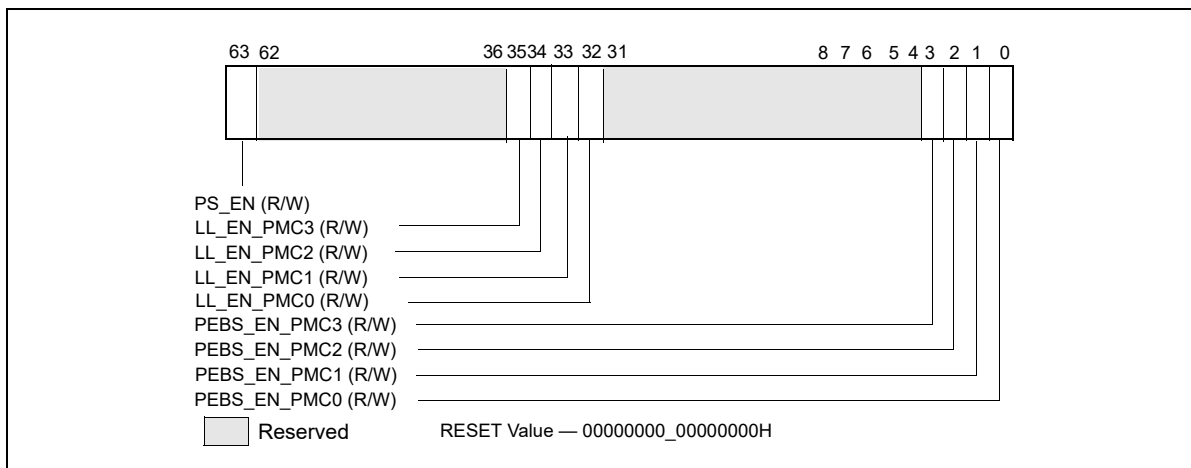 63 62 36 35 34 33 32 31 8 7 6 5 4 3 2 1 0
PS_EN (R/W)
LL_EN_PMC3 (R/W)
LL_EN_PMC2 (R/W)
LL_EN_PMC1 (R/W)
LL_EN_PMC0 (R/W)
PEBS_EN_PMC3 (R/W)
PEBS_EN_PMC2 (R/W)
PEBS_EN_PMC1 (R/W)
PEBS_EN_PMC0 (R/W)
Reserved RESET Value — 00000000_00000000H